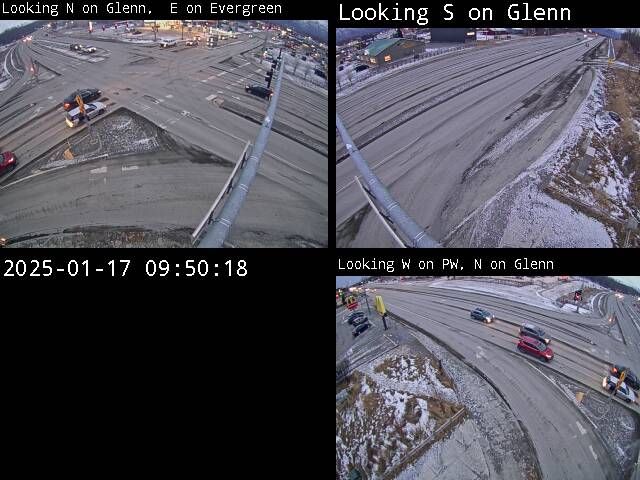 Looking N on Glenn,  E on Evergreen
Looking S on Glenn
2025-01-17 09:50:18
Looking W on PW, N on Glenn